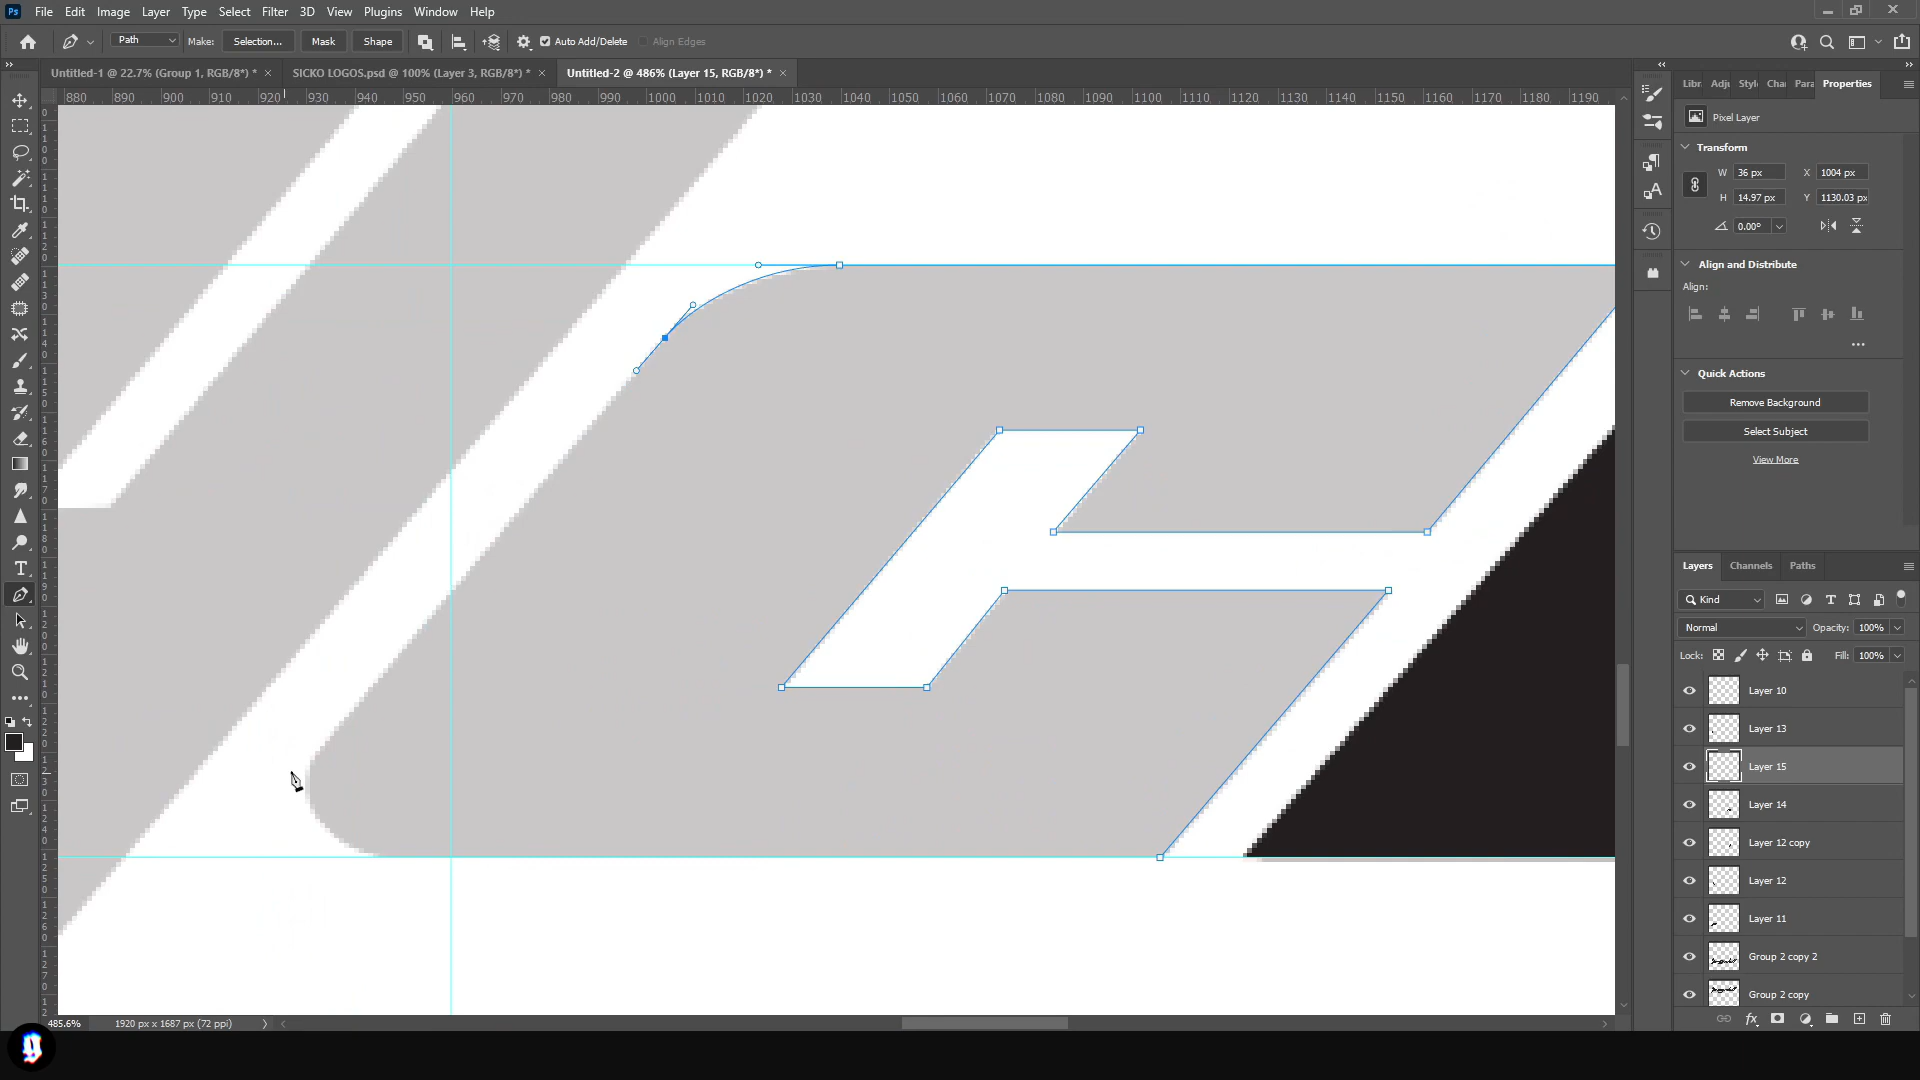 Ps File Edit Image Layer Type Select Filter 3D View Plugins Window Help
Path Make: Selection... Mask Shape Auto Add/Delete Align Edges
Untitled-1 @ 22.7% (Group 1, RGB/8*) * × SICKO LOGOS.psd @ 100% (Layer 3, RGB/8*) * × Untitled-2 @ 486% (Layer 15, RGB/8*) * ×
880 890 900 910 920 930 940 950 960 970 980 990 1000 1010 1020 1030 1040 1050 1060 1070 1080 1090 1100 1110 1120 1130 1140 1150 1160 1170 1180 1190
Libra Adju Style Cha Para Properties
Pixel Layer
Transform
W 36 px X 1004 px
H 14.97 px Y 1130.03 px
0.00°
Align and Distribute
Align:
Quick Actions
Remove Background
Select Subject
View More
Layers Channels Paths
Kind
Normal Opacity: 100%
Lock: Fill: 100%
Layer 10
Layer 13
Layer 15
Layer 14
Layer 12 copy
Layer 12
Layer 11
Group 2 copy 2
Group 2 copy
485.6% 1920 px x 1687 px (72 ppi)